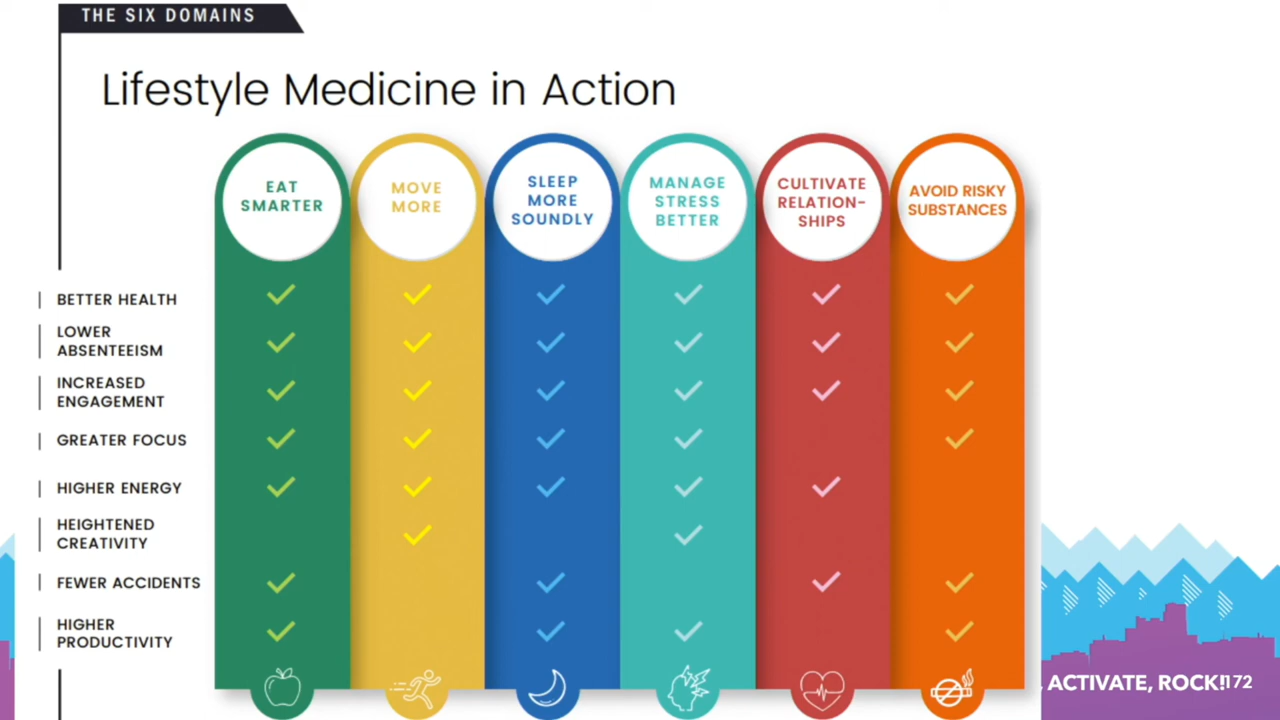 THE SIX DOMAINS
Lifestyle Medicine in Action
EAT
SMARTER
MOVE
MORE
SLEEP
MORE
SOUNDLY
MANAGE
STRESS
BETTER
CULTIVATE
RELATION-
SHIPS
AVOID RISKY
SUBSTANCES
BETTER HEALTH
LOWER
ABSENTEEISM
INCREASED
ENGAGEMENT
GREATER FOCUS
HIGHER ENERGY
HEIGHTENED
CREATIVITY
FEWER ACCIDENTS
HIGHER
PRODUCTIVITY
, ACTIVATE, ROCK!
172